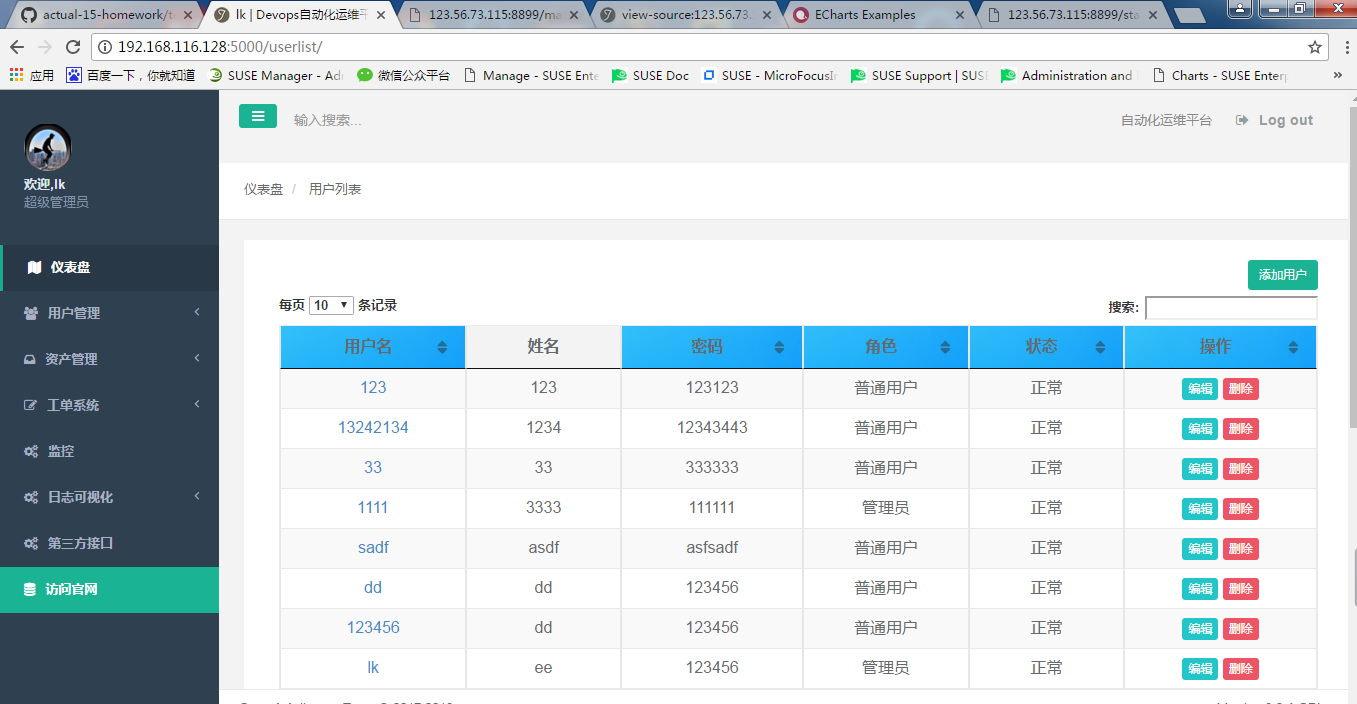 actual-15-homework/t
lk | Devops自动化运维平
123.56.73.115:8899/ma
view-source:123.56.73.
ECharts Examples
123.56.73.115:8899/sta
192.168.116.128:5000/userlist/
应用
百度一下，你就知道
SUSE Manager - Ad
微信公众平台
Manage - SUSE Ente
SUSE Doc
SUSE - MicroFocusIn
SUSE Support | SUS
Administration and
Charts - SUSE Enter
»
欢迎,lk
超级管理员
仪表盘
用户管理
资产管理
工单系统
监控
日志可视化
第三方接口
访问官网
输入搜索...
自动化运维平台
Log out
仪表盘 / 用户列表
添加用户
每页 10 条记录
搜索:
用户名 姓名 密码 角色 状态 操作
123 123 123123 普通用户 正常 编辑 删除
13242134 1234 12343443 普通用户 正常 编辑 删除
33 33 333333 普通用户 正常 编辑 删除
1111 3333 111111 管理员 正常 编辑 删除
sadf asdf asfsadf 普通用户 正常 编辑 删除
dd dd 123456 普通用户 正常 编辑 删除
123456 dd 123456 普通用户 正常 编辑 删除
lk ee 123456 管理员 正常 编辑 删除